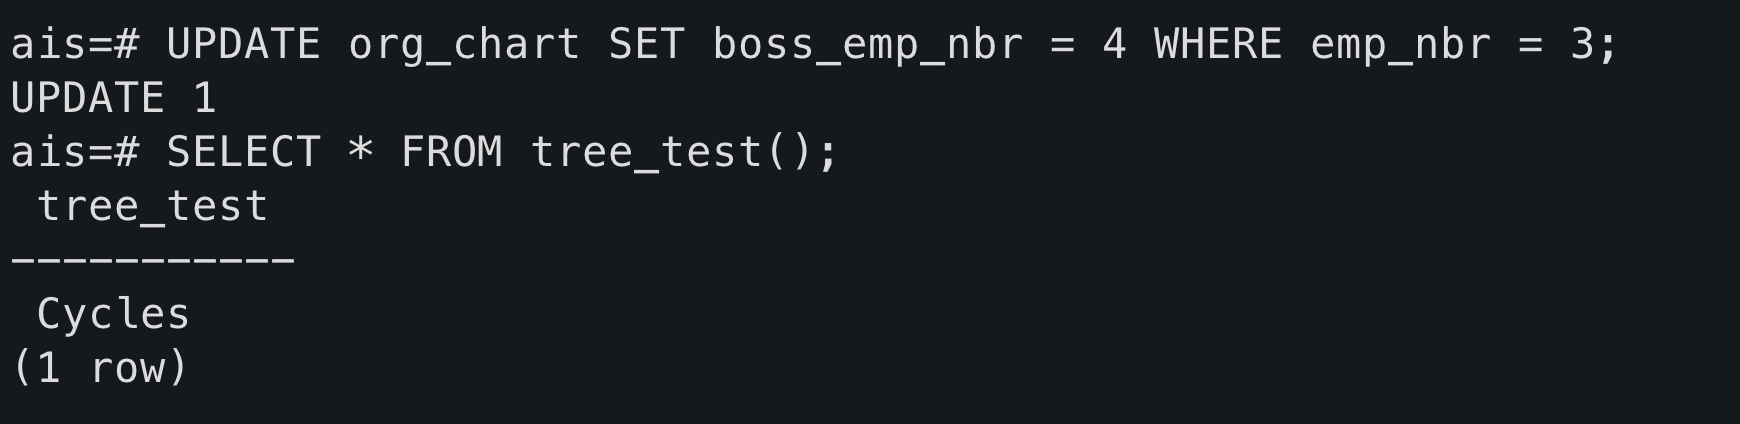 ais=# UPDATE org_chart SET boss_emp_nbr = 4 WHERE emp_nbr = 3;
UPDATE 1
ais=# SELECT * FROM tree_test();
 tree_test
-----------
 Cycles
(1 row)